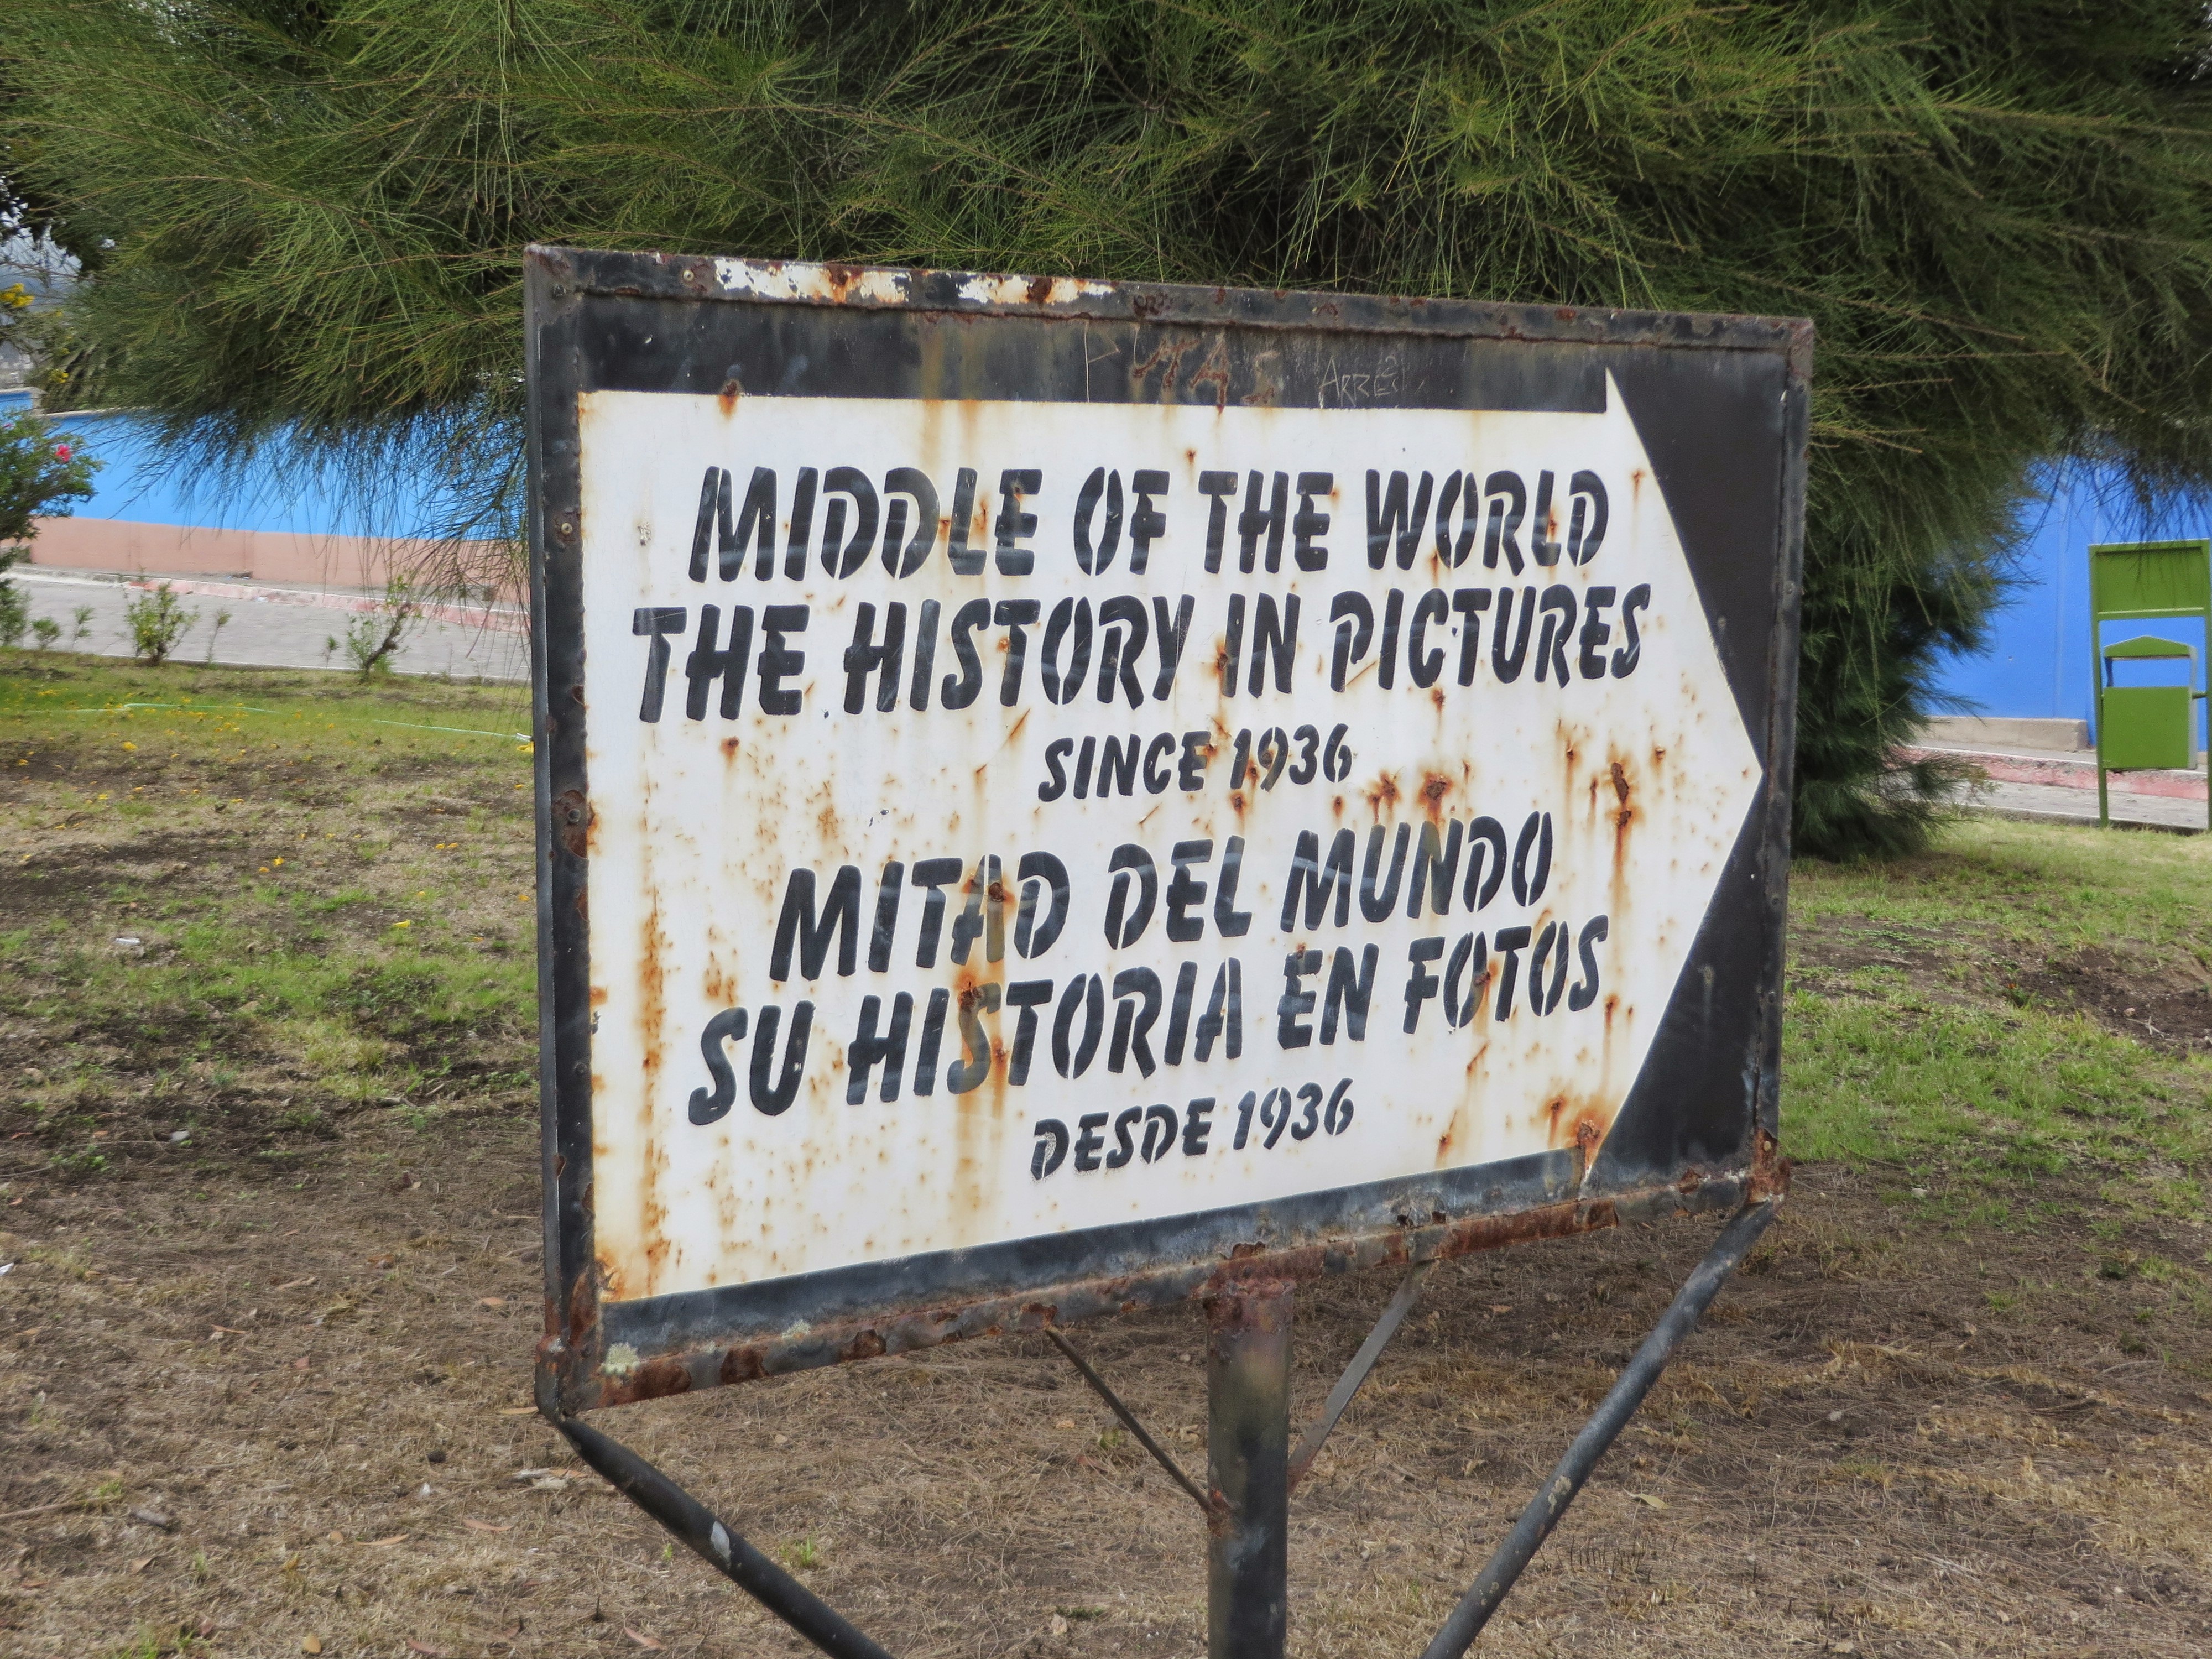 MIDDLE OF THE WORLD
THE HISTORY IN PICTURES
SINCE 1936
MITAD DEL MUNDO
SU HISTORIA EN FOTOS
DESDE 1936